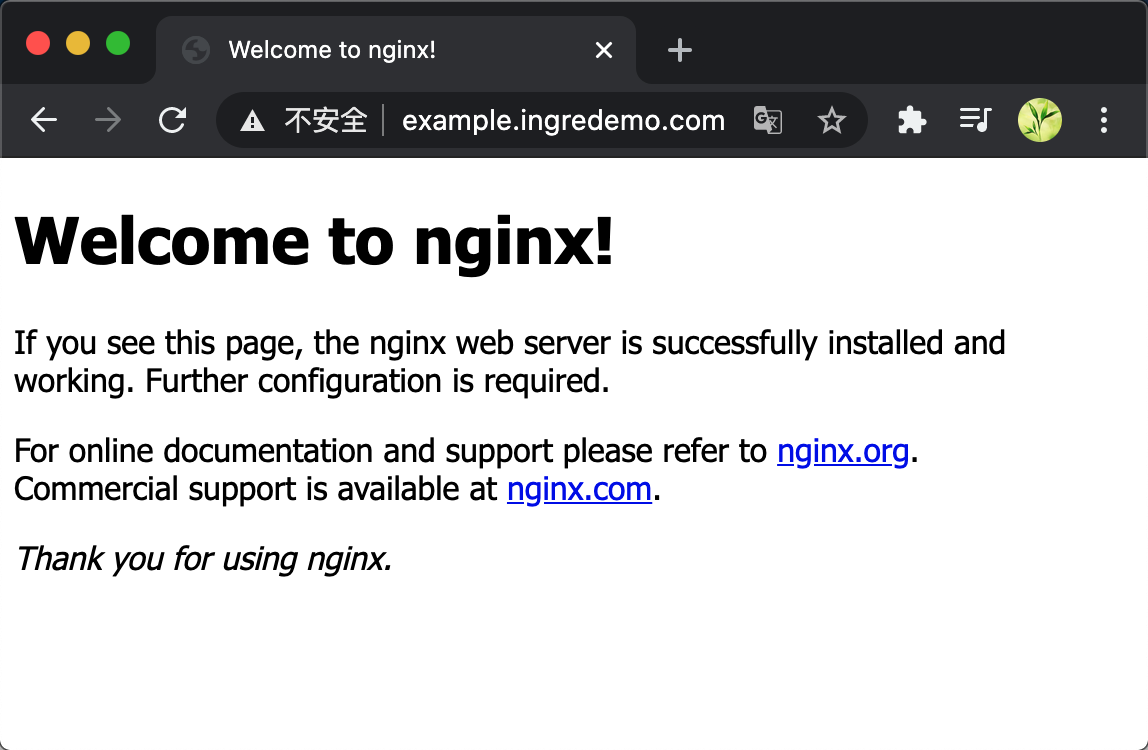 Welcome to nginx!
不安全 example.ingredemo.com
Welcome to nginx!
If you see this page, the nginx web server is successfully installed and
working. Further configuration is required.
For online documentation and support please refer to nginx.org.
Commercial support is available at nginx.com.
Thank you for using nginx.